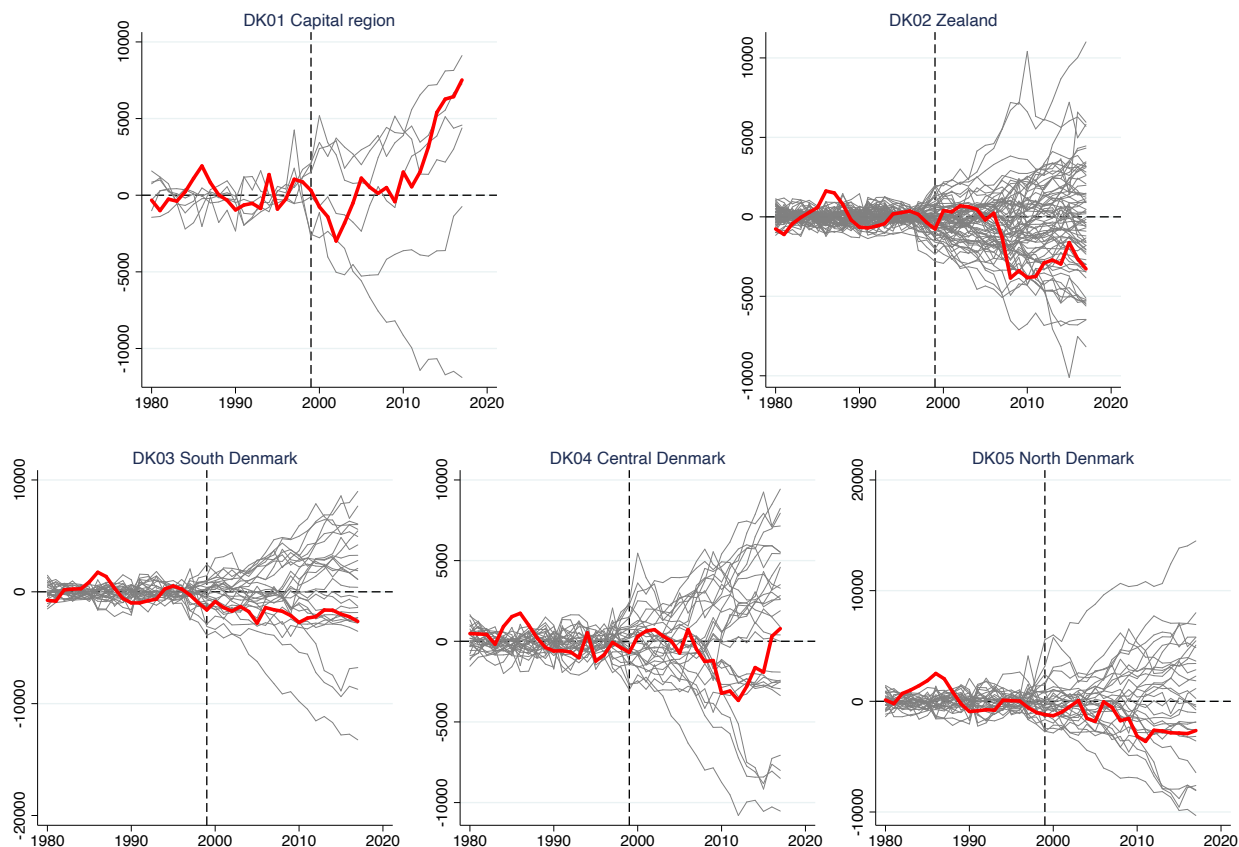 DK01 Capital region
10000
5000
0
-5000
-10000
1980 1990 2000 2010 2020
DK02 Zealand
10000
5000
0
-5000
-10000
1980 1990 2000 2010 2020
DK03 South Denmark
10000
0
-10000
-20000
1980 1990 2000 2010 2020
DK04 Central Denmark
10000
5000
0
-5000
-10000
1980 1990 2000 2010 2020
DK05 North Denmark
20000
10000
0
-10000
1980 1990 2000 2010 2020